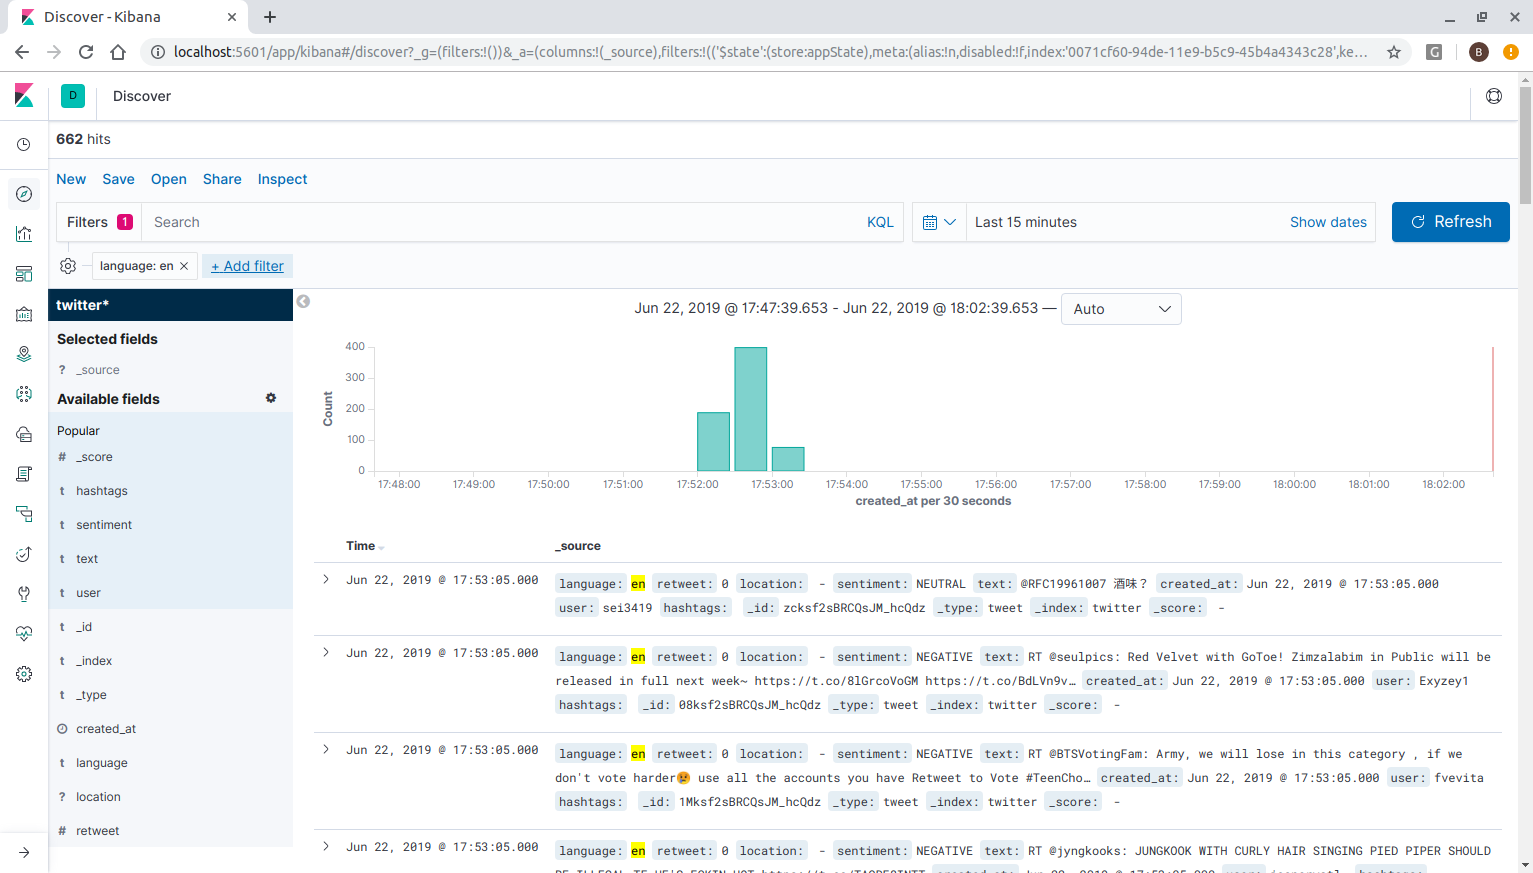 Discover - Kibana
localhost:5601/app/kibana#/discover?_g=(filters:!())&_a=(columns:!(_source),filters:!(('$state':(store:appState),meta:(alias:!n,disabled:!f,index:'0071cf60-94de-11e9-b5c9-45b4a4343c28',ke...
G
B
D
Discover
662 hits
New Save Open Share Inspect
Filters 1 Search KQL
Last 15 minutes Show dates
Refresh
language: en
+ Add filter
twitter*
Selected fields
? _source
Available fields
Popular
# _score
t hashtags
t sentiment
t text
t user
t _id
t _index
t _type
created_at
t language
? location
# retweet
Jun 22, 2019 @ 17:47:39.653 - Jun 22, 2019 @ 18:02:39.653 — Auto
Count
400
300
200
100
0
17:48:00 17:49:00 17:50:00 17:51:00 17:52:00 17:53:00 17:54:00 17:55:00 17:56:00 17:57:00 17:58:00 17:59:00 18:00:00 18:01:00 18:02:00
created_at per 30 seconds
Time _source
Jun 22, 2019 @ 17:53:05.000 language: en retweet: 0 location: - sentiment: NEUTRAL text: @RFC19961007 酒味？ created_at: Jun 22, 2019 @ 17:53:05.000
user: sei3419 hashtags: _id: zcksf2sBRCQsJM_hcQdz _type: tweet _index: twitter _score: -
Jun 22, 2019 @ 17:53:05.000 language: en retweet: 0 location: - sentiment: NEGATIVE text: RT @seulpics: Red Velvet with GoToe! Zimzalabim in Public will be
released in full next week~ https://t.co/8lGrcoVoGM https://t.co/BdLVn9v... created_at: Jun 22, 2019 @ 17:53:05.000 user: Exyzey1
hashtags: _id: 08ksf2sBRCQsJM_hcQdz _type: tweet _index: twitter _score: -
Jun 22, 2019 @ 17:53:05.000 language: en retweet: 0 location: - sentiment: NEGATIVE text: RT @BTSVotingFam: Army, we will lose in this category , if we
don't vote harder😢 use all the accounts you have Retweet to Vote #TeenCho... created_at: Jun 22, 2019 @ 17:53:05.000 user: fvevita
hashtags: _id: 1Mksf2sBRCQsJM_hcQdz _type: tweet _index: twitter _score: -
Jun 22, 2019 @ 17:53:05.000 language: en retweet: 0 location: - sentiment: NEGATIVE text: RT @jyngkooks: JUNGKOOK WITH CURLY HAIR SINGING PIED PIPER SHOULD